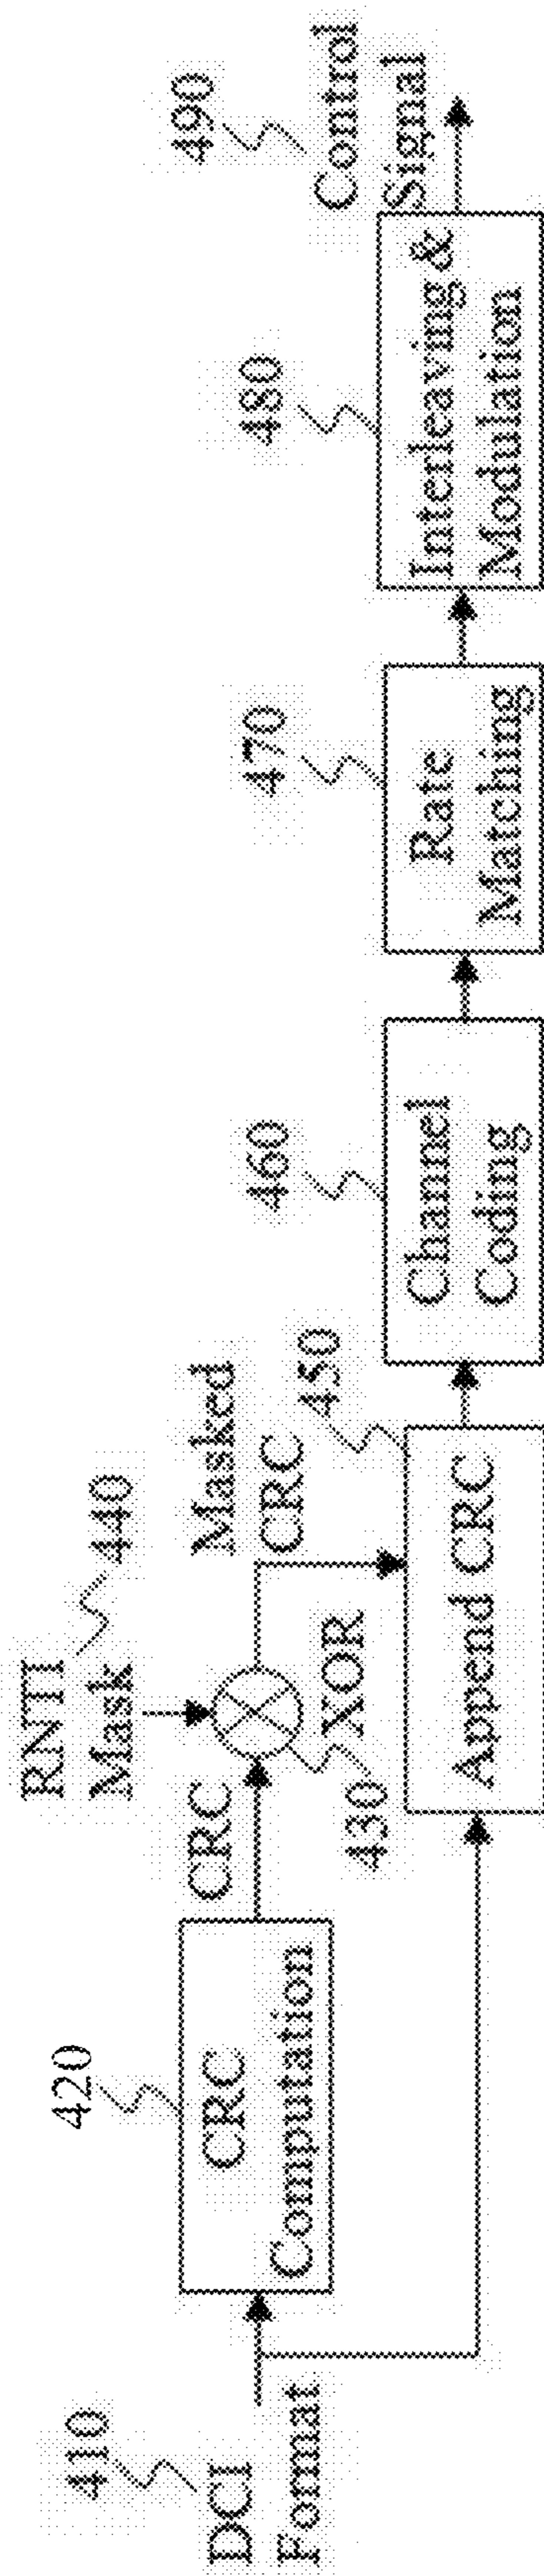 410
DCI
Format
420
CRC
Computation
CRC
RNTI
Mask
440
430
XOR
Masked
CRC
450
Append CRC
460
Channel
Coding
470
Rate
Matching
480
Interleaving &
Modulation
490
Control
Signal